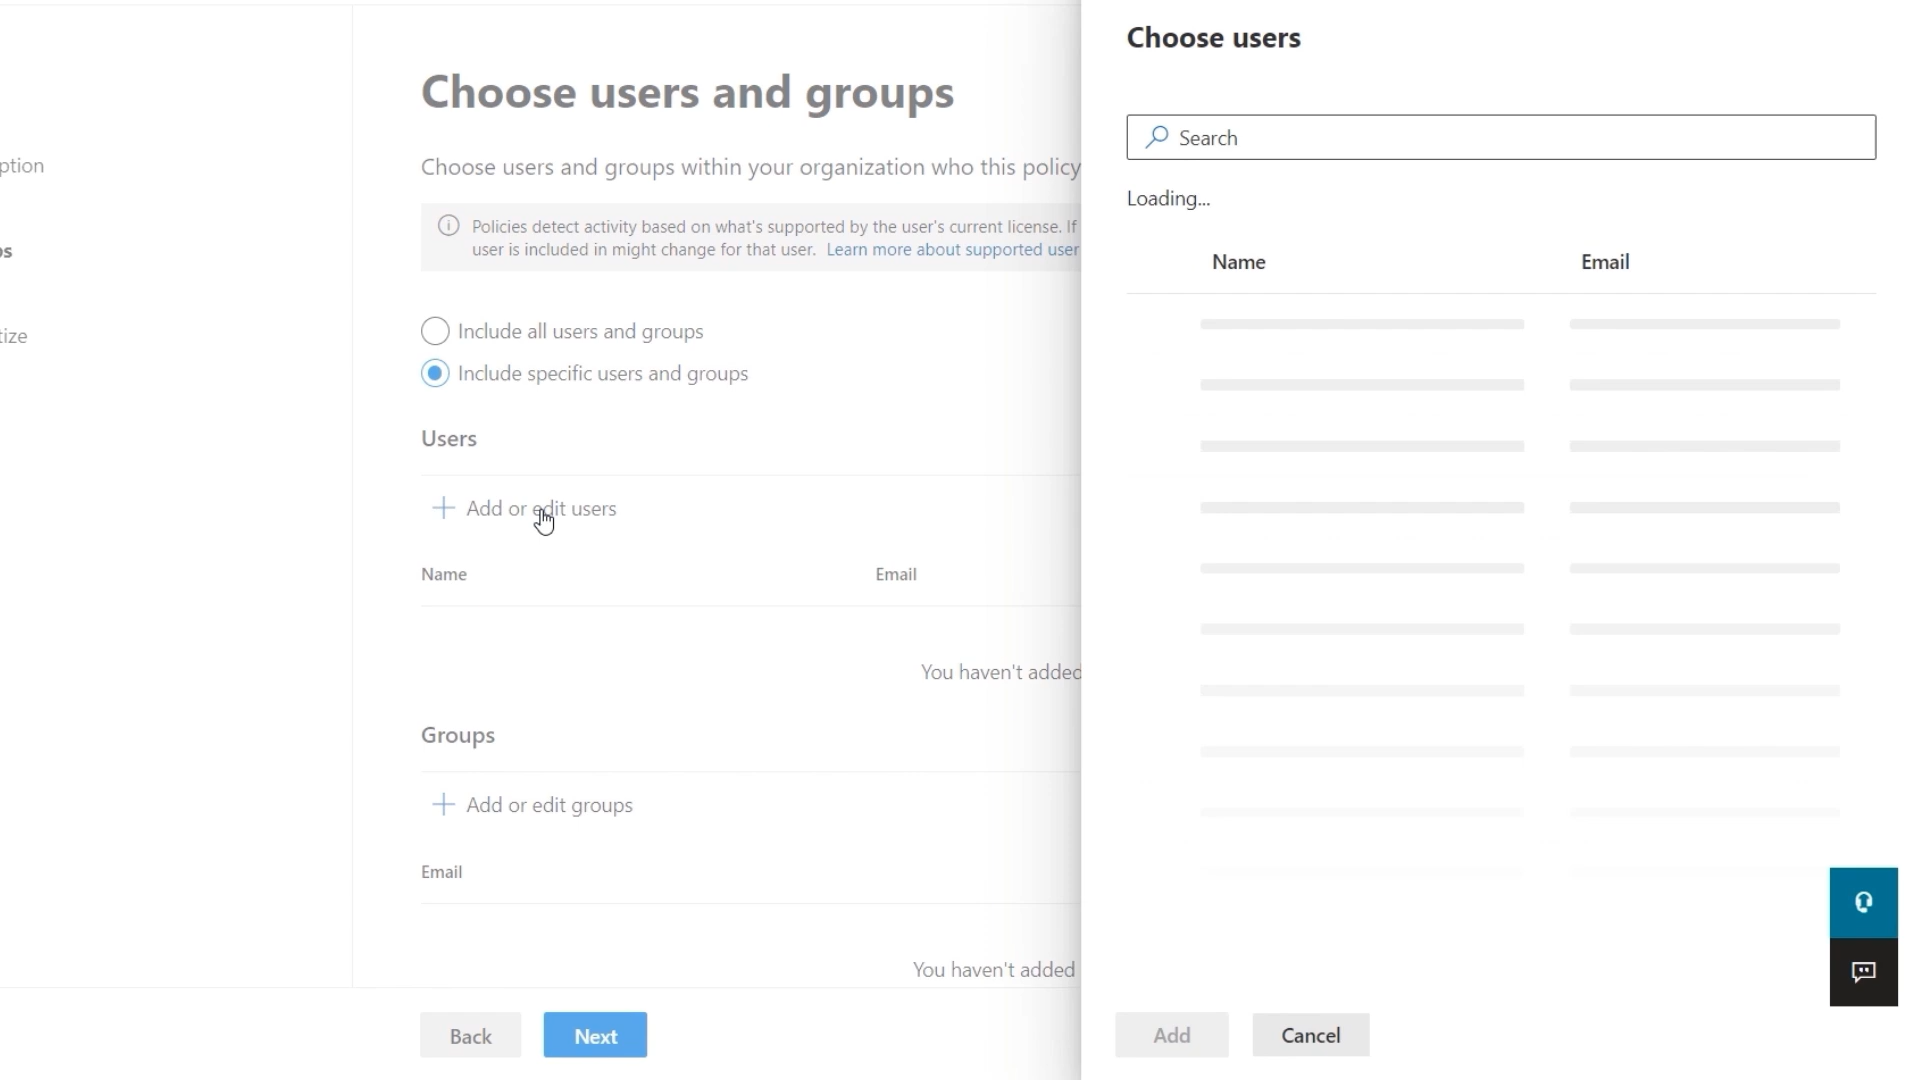 ption
ps
tize
Choose users and groups
Choose users and groups within your organization who this policy
Policies detect activity based on what's supported by the user's current license. If
user is included in might change for that user. Learn more about supported user
Include all users and groups
Include specific users and groups
Users
Add or edit users
Name Email
You haven't added
Groups
Add or edit groups
Email
You haven't added
Back Next
Choose users
Search
Loading...
Name Email
Add Cancel